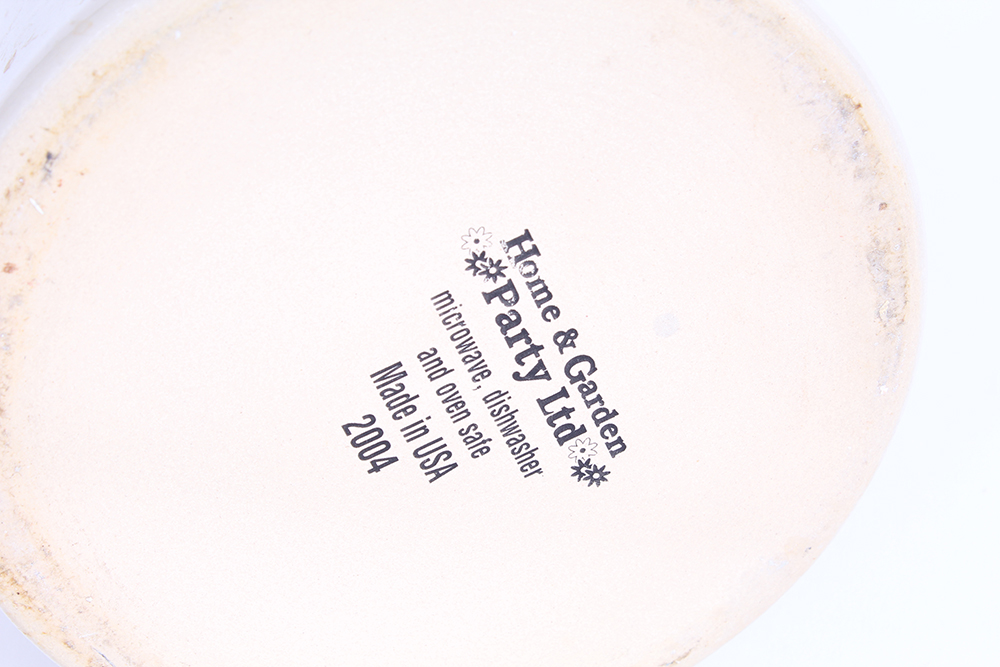 Home & Garden
Party Ltd
microwave, dishwasher
and oven safe
Made in USA
2004